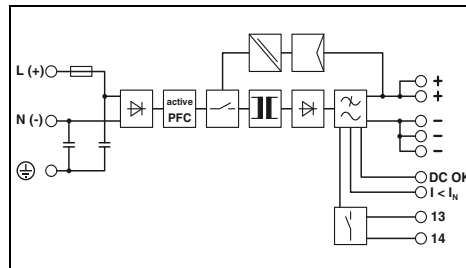 L (+)
N (-)
active
PFC
+
+
–
–
–
DC OK
I < IN
13
14